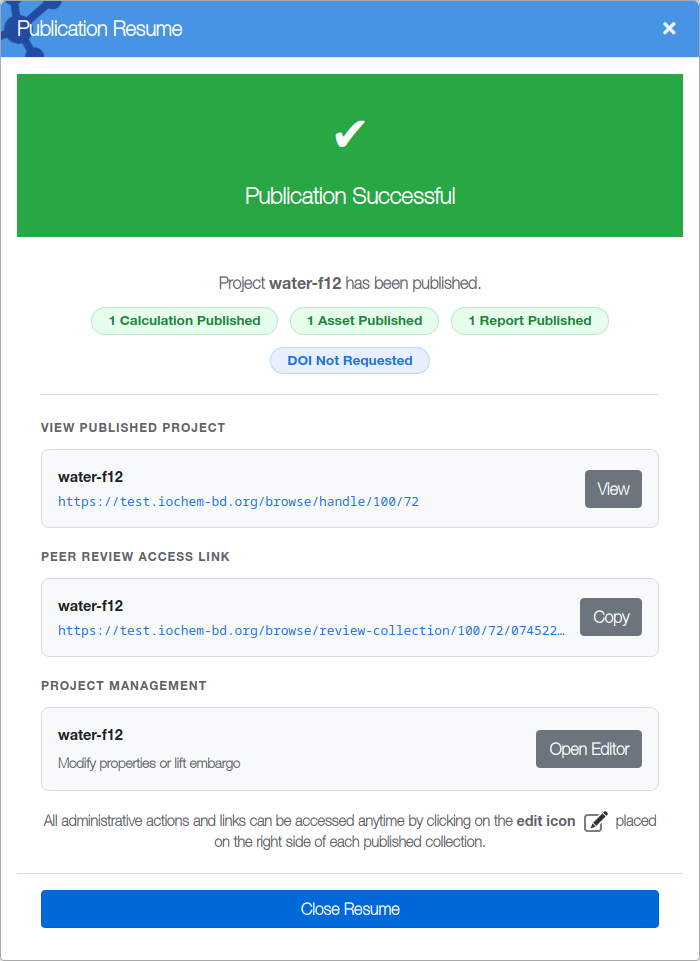 Publication Resume
Publication Successful
Project water-f12 has been published.
1 Calculation Published
1 Asset Published
1 Report Published
DOI Not Requested
VIEW PUBLISHED PROJECT
water-f12
https://test.iochem-bd.org/browse/handle/100/72
View
PEER REVIEW ACCESS LINK
water-f12
https://test.iochem-bd.org/browse/review-collection/100/72/074522…
Copy
PROJECT MANAGEMENT
water-f12
Modify properties or lift embargo
Open Editor
All administrative actions and links can be accessed anytime by clicking on the edit icon placed
on the right side of each published collection.
Close Resume